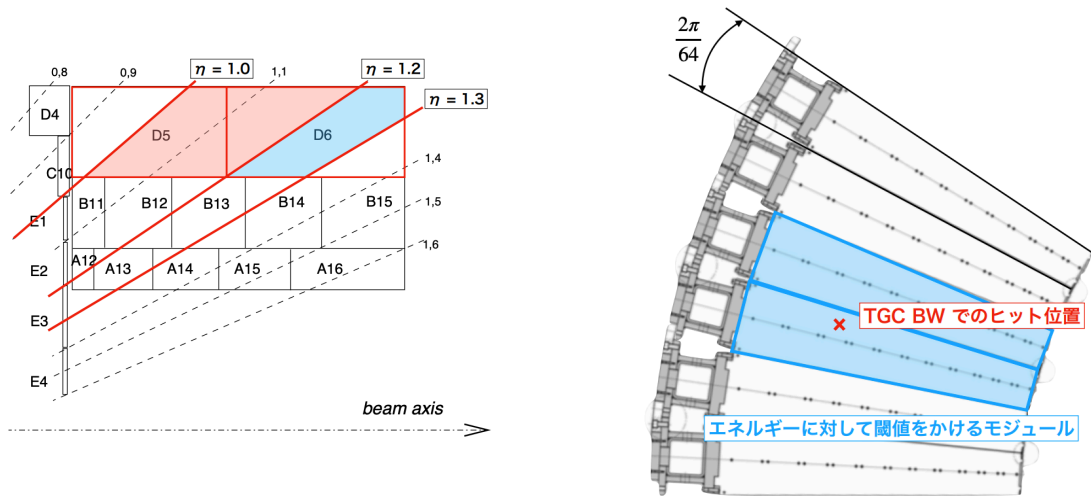 0,8
0,9
η = 1.0
1,1
η = 1.2
η = 1.3
D4
D5
D6
C10
1,4
B11
B12
B13
B14
B15
1,5
E1
1,6
A12
A13
A14
A15
A16
E2
E3
E4
beam axis
2π
64
TGC BW でのヒット位置
エネルギーに対して閾値をかけるモジュール